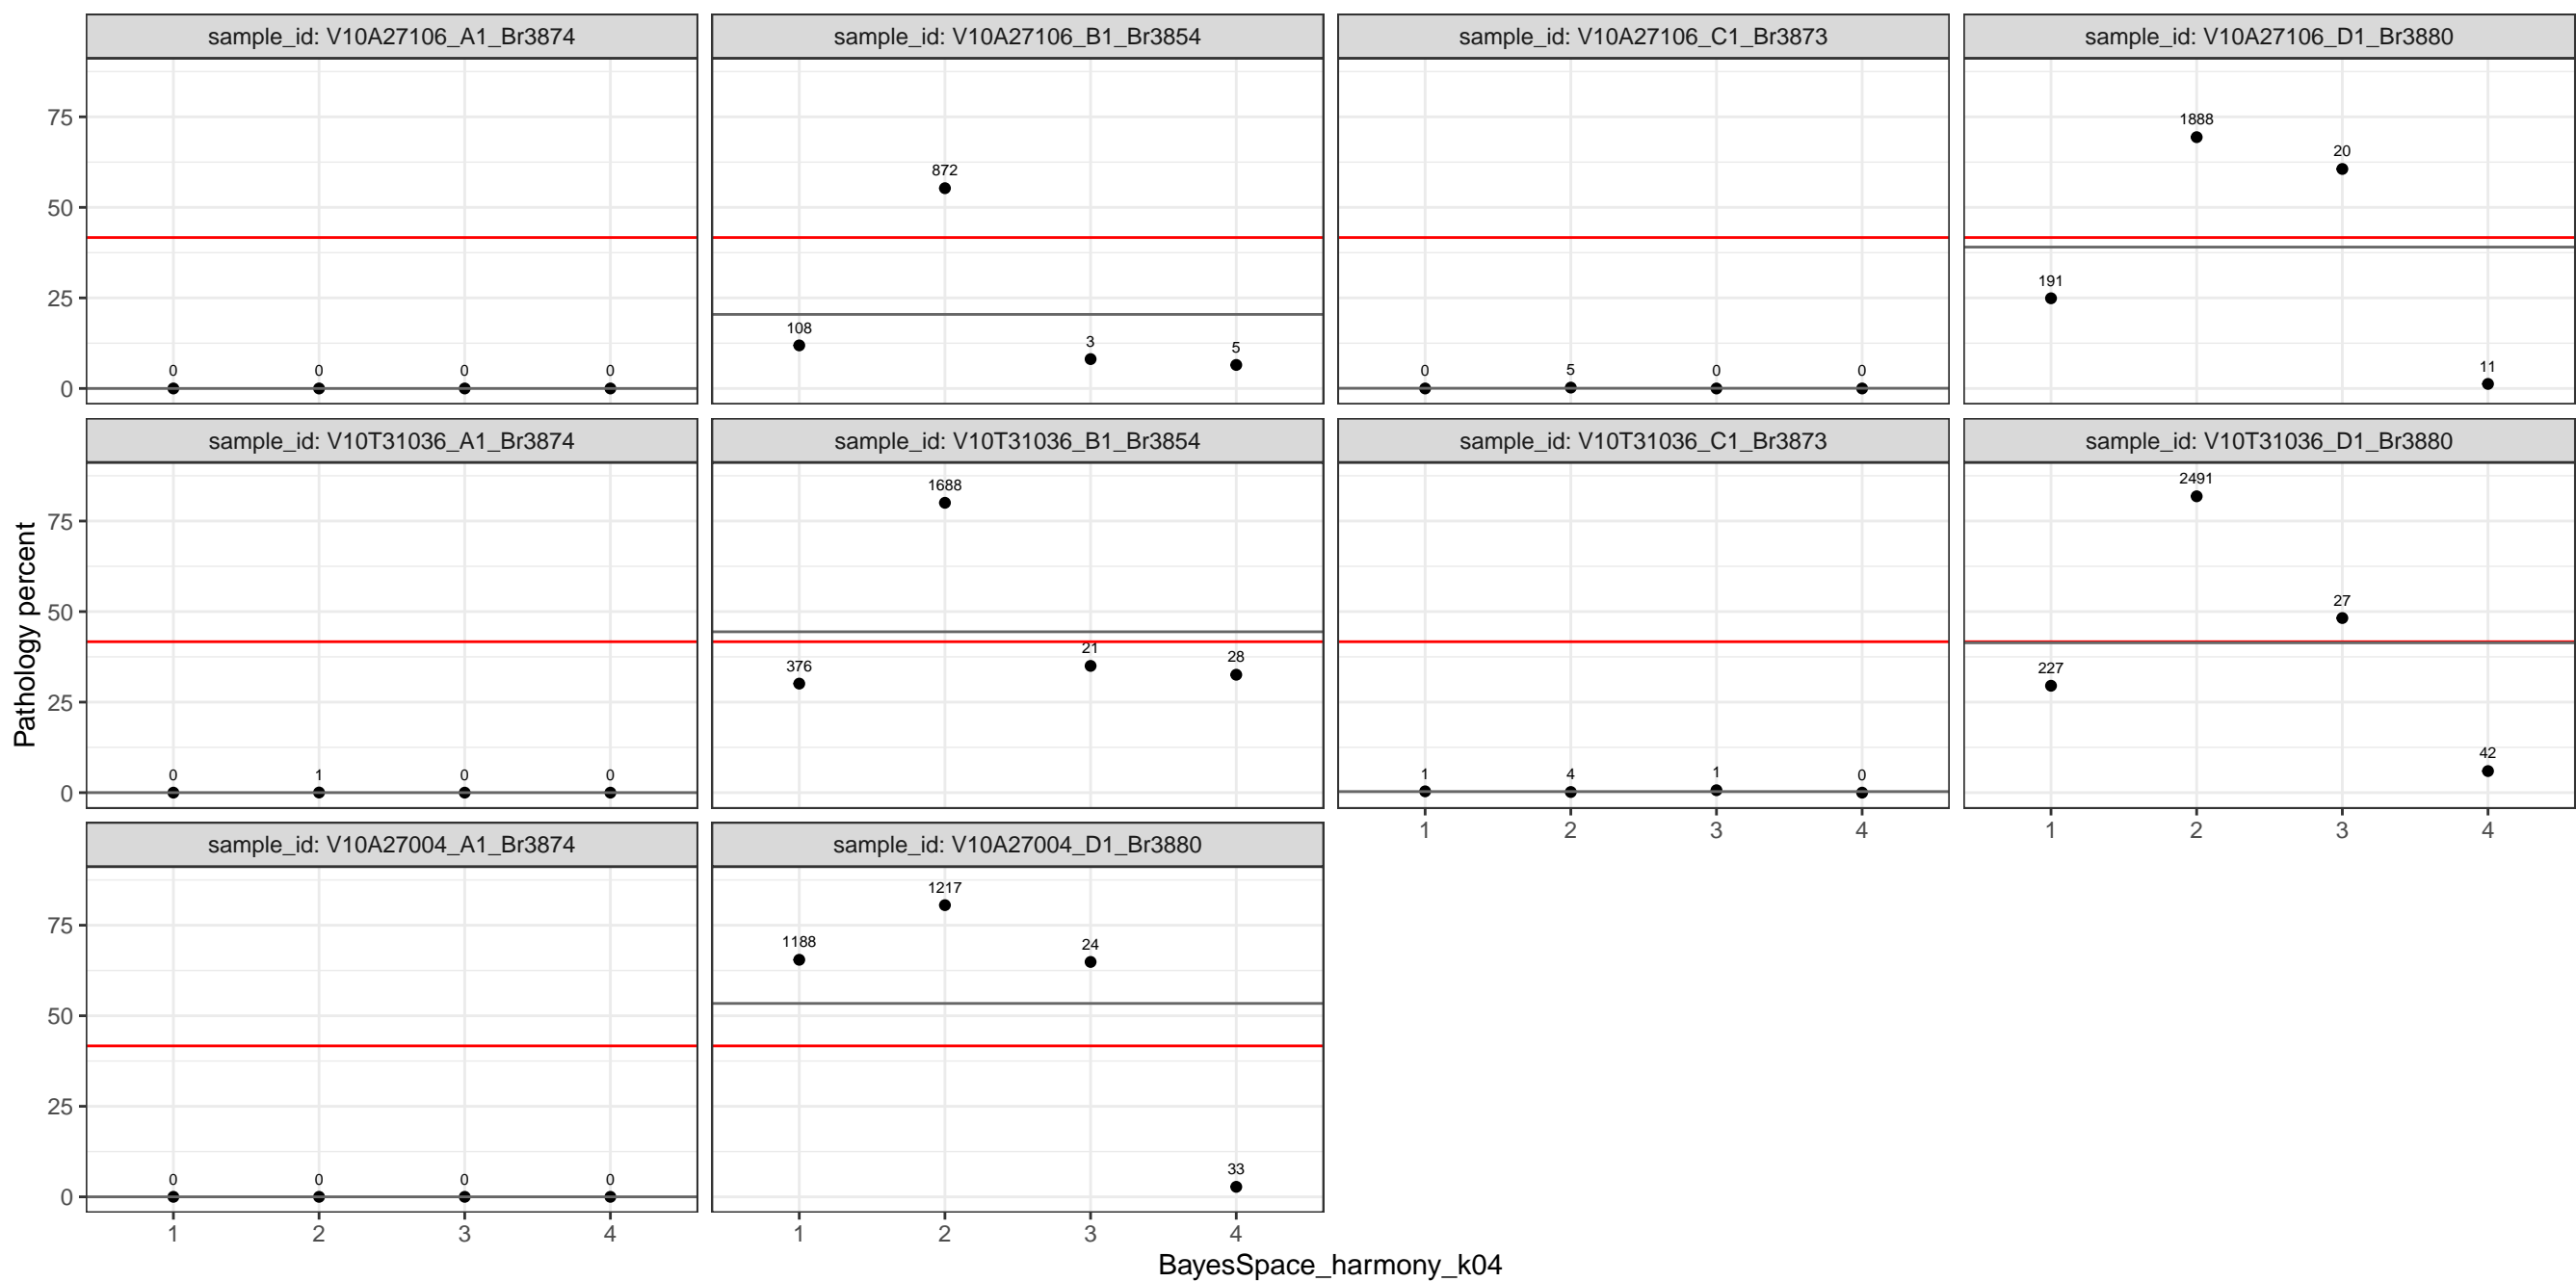 sample_id: V10A27106_A1_Br3874 sample_id: V10A27106_B1_Br3854 sample_id: V10A27106_C1_Br3873 sample_id: V10A27106_D1_Br3880
75
50
25
0
0 0 0 0
108 872 3 5
0 5 0 0
191 1888 20 11
sample_id: V10T31036_A1_Br3874 sample_id: V10T31036_B1_Br3854 sample_id: V10T31036_C1_Br3873 sample_id: V10T31036_D1_Br3880
Pathology percent
75
50
25
0
0 1 0 0
376 1688 21 28
1 4 1 0
227 2491 27 42
1 2 3 4 1 2 3 4
sample_id: V10A27004_A1_Br3874 sample_id: V10A27004_D1_Br3880
75
50
25
0
0 0 0 0
1188 1217 24 33
1 2 3 4 1 2 3 4
BayesSpace_harmony_k04